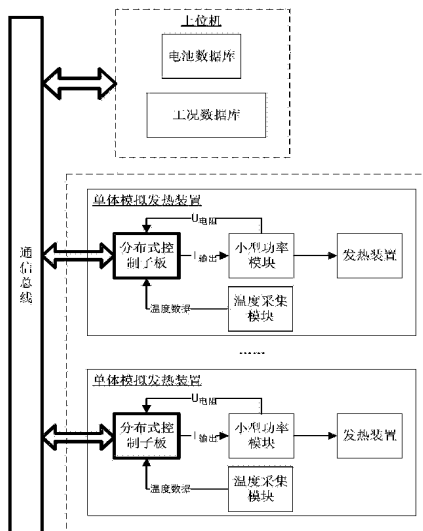 上位机
电池数据库
工况数据库
通信总线
单体模拟发热装置
U电阻
分布式控
制子板
I输出
小型功率
模块
发热装置
温度数据
温度采集
模块
……
单体模拟发热装置
U电阻
分布式控
制子板
I输出
小型功率
模块
发热装置
温度数据
温度采集
模块